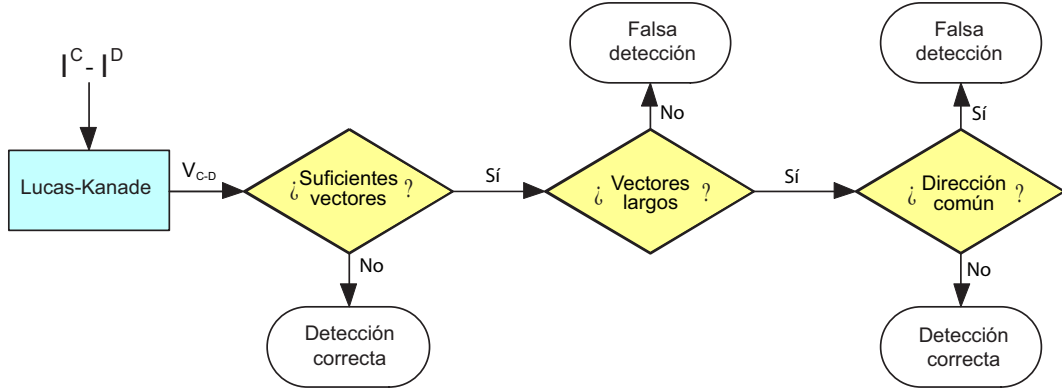 Falsa
detección
Falsa
detección
I^C - I^D
No
Sí
Lucas-Kanade
V_C-D
¿ Suficientes vectores ?
Sí
¿ Vectores largos ?
Sí
¿ Dirección común ?
No
No
Detección
correcta
Detección
correcta